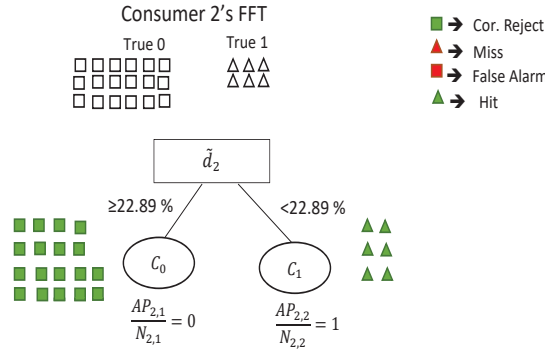 Consumer 2's FFT
True 0 True 1
➔ Cor. Reject
➔ Miss
➔ False Alarm
➔ Hit
d̃₂
≥22.89 % <22.89 %
C₀ C₁
AP₂,₁/N₂,₁ = 0 AP₂,₂/N₂,₂ = 1